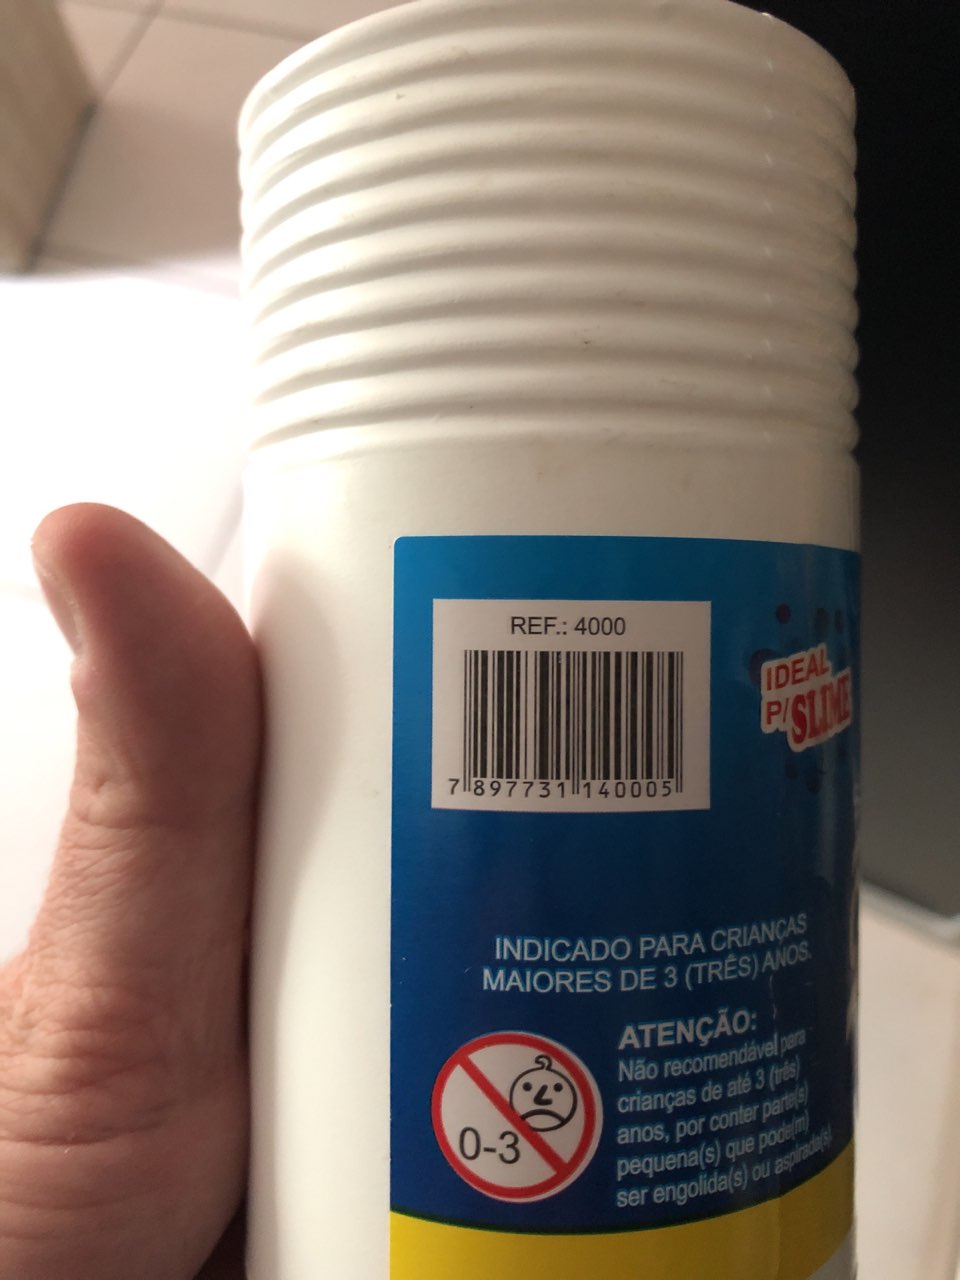 REF.: 4000
7 897731 140005
IDEAL
P/ SLIME
INDICADO PARA CRIANÇAS
MAIORES DE 3 (TRÊS) ANOS.
ATENÇÃO:
Não recomendável para
crianças de até 3 (três)
anos, por conter parte(s)
pequena(s) que pode(m)
ser engolida(s) ou aspirada(s).
0-3